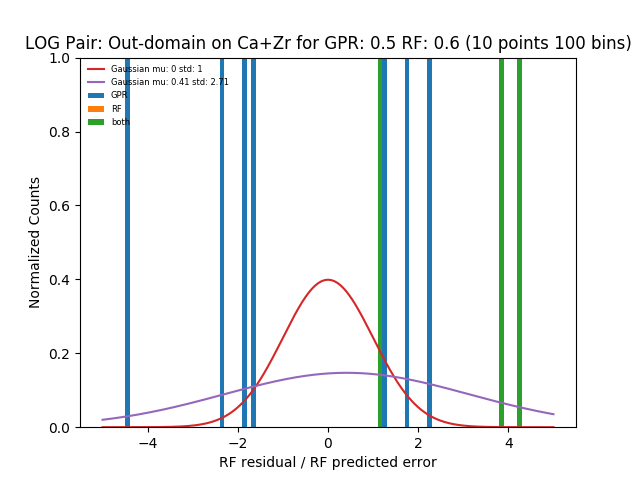 LOG Pair: Out-domain on Ca+Zr for GPR: 0.5 RF: 0.6 (10 points 100 bins)
1.0
0.8
0.6
0.4
0.2
0.0
Normalized Counts
Gaussian mu: 0 std: 1
Gaussian mu: 0.41 std: 2.71
GPR
RF
both
−4
−2
0
2
4
RF residual / RF predicted error